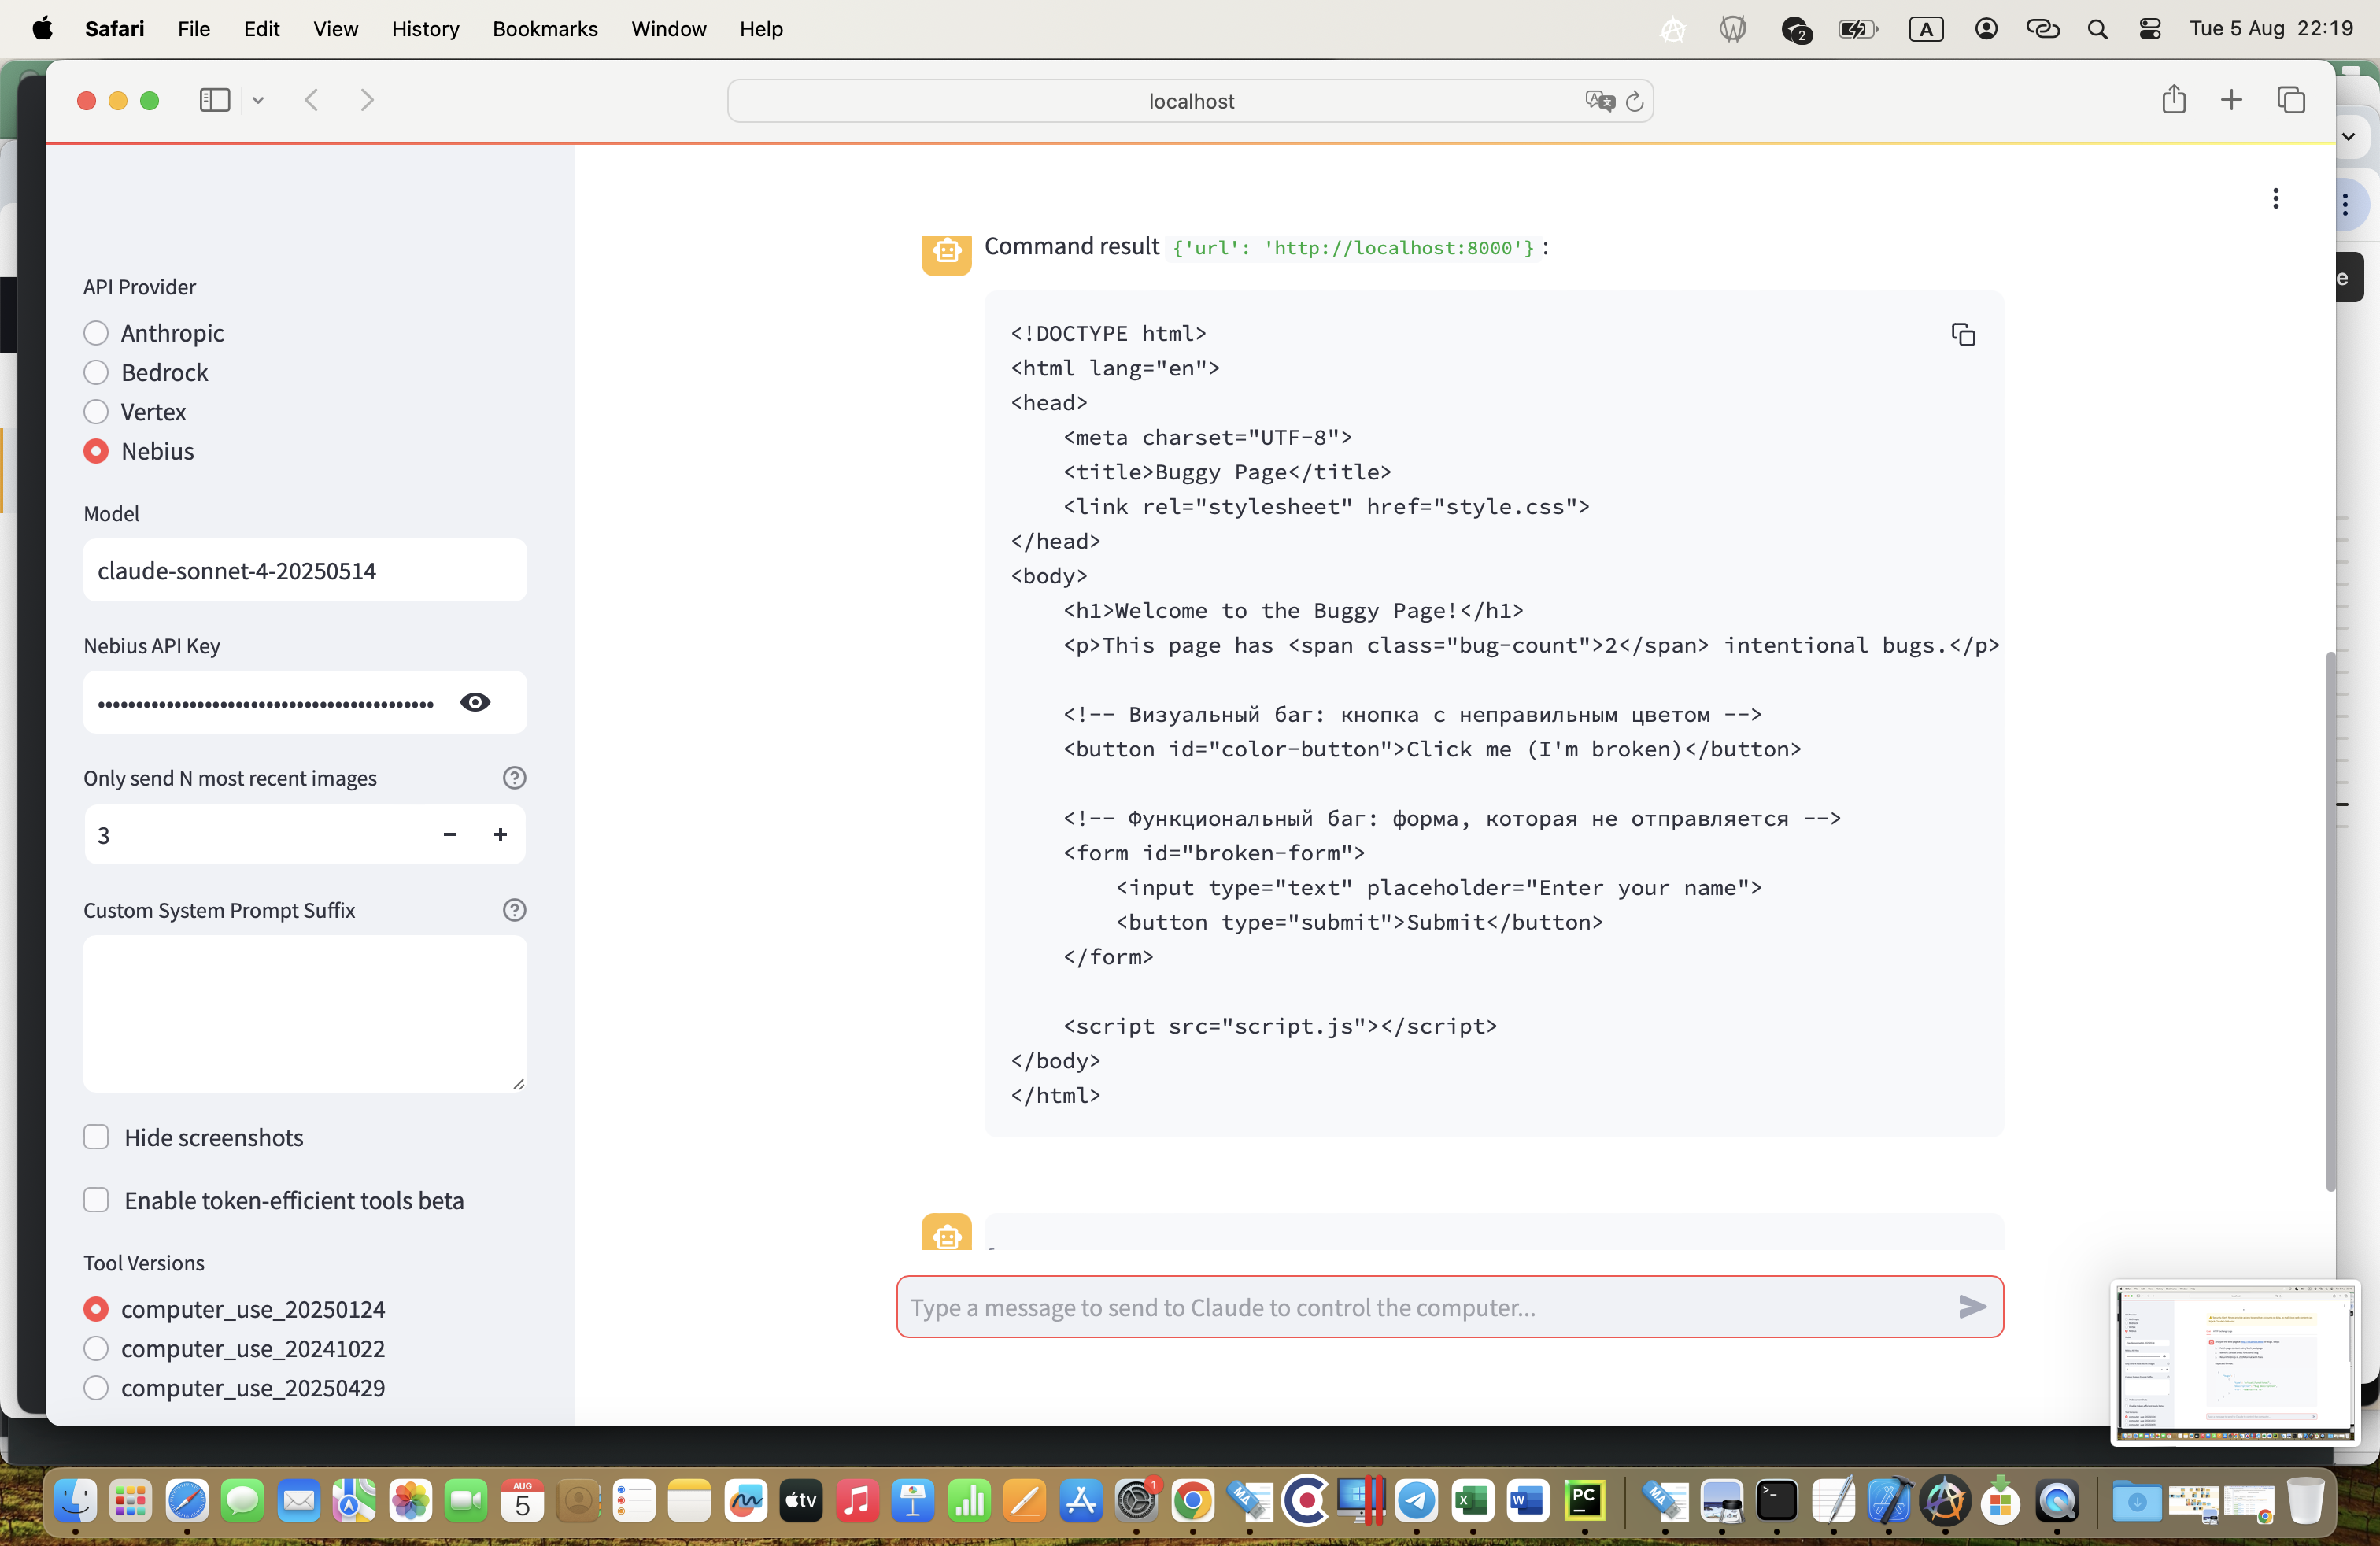 Safari File Edit View History Bookmarks Window Help 2 A Tue 5 Aug 22:19
localhost
API Provider
Anthropic
Bedrock
Vertex
Nebius
Model
claude-sonnet-4-20250514
Nebius API Key
Only send N most recent images
3
Custom System Prompt Suffix
Hide screenshots
Enable token-efficient tools beta
Tool Versions
computer_use_20250124
computer_use_20241022
computer_use_20250429
Command result {'url': 'http://localhost:8000'} :
<!DOCTYPE html>
<html lang="en">
<head>
    <meta charset="UTF-8">
    <title>Buggy Page</title>
    <link rel="stylesheet" href="style.css">
</head>
<body>
    <h1>Welcome to the Buggy Page!</h1>
    <p>This page has <span class="bug-count">2</span> intentional bugs.</p>
    <!-- Визуальный баг: кнопка с неправильным цветом -->
    <button id="color-button">Click me (I'm broken)</button>
    <!-- Функциональный баг: форма, которая не отправляется -->
    <form id="broken-form">
        <input type="text" placeholder="Enter your name">
        <button type="submit">Submit</button>
    </form>
    <script src="script.js"></script>
</body>
</html>
Type a message to send to Claude to control the computer...
e
AUG
5
tv
1
PC